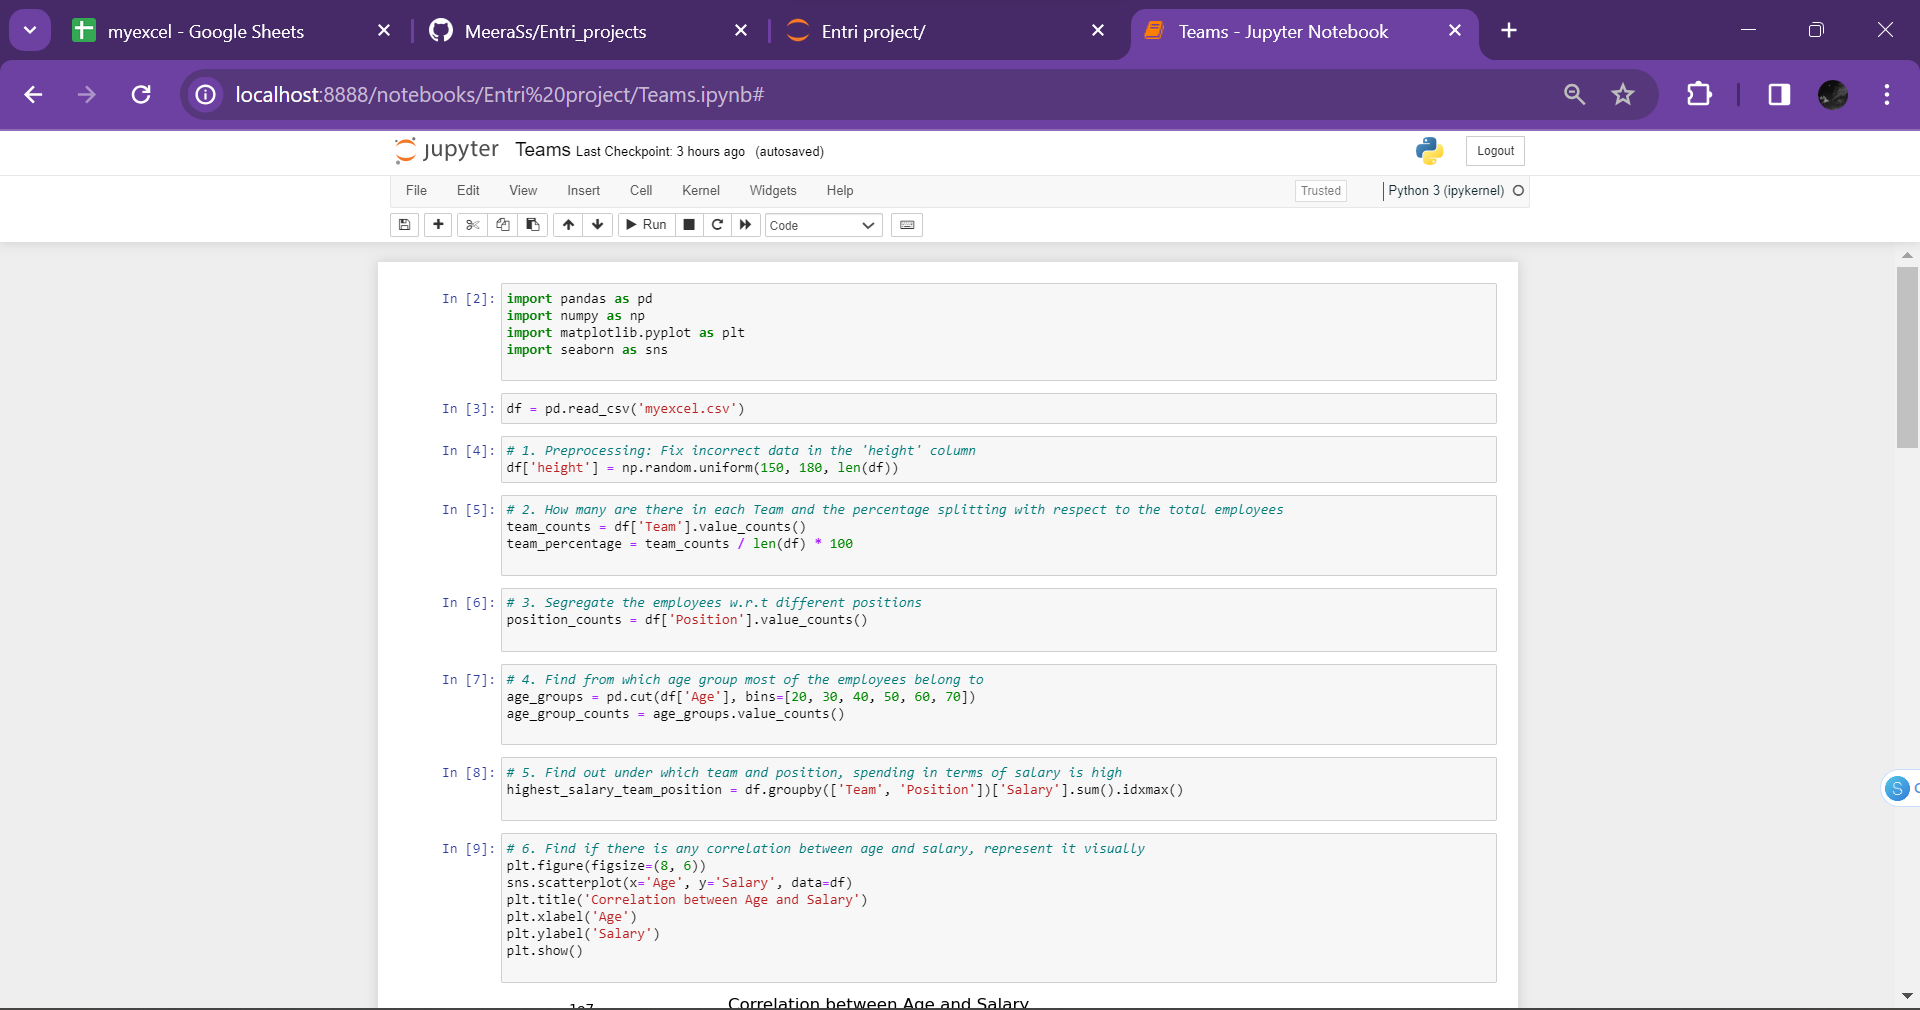 myexcel - Google Sheets
MeeraSs/Entri_projects
Entri project/
Teams - Jupyter Notebook
localhost:8888/notebooks/Entri%20project/Teams.ipynb#
jupyter Teams Last Checkpoint: 3 hours ago (autosaved)
Logout
File Edit View Insert Cell Kernel Widgets Help
Trusted
Python 3 (ipykernel)
Run
Code
In [2]: import pandas as pd
import numpy as np
import matplotlib.pyplot as plt
import seaborn as sns
In [3]: df = pd.read_csv('myexcel.csv')
In [4]: # 1. Preprocessing: Fix incorrect data in the 'height' column
df['height'] = np.random.uniform(150, 180, len(df))
In [5]: # 2. How many are there in each Team and the percentage splitting with respect to the total employees
team_counts = df['Team'].value_counts()
team_percentage = team_counts / len(df) * 100
In [6]: # 3. Segregate the employees w.r.t different positions
position_counts = df['Position'].value_counts()
In [7]: # 4. Find from which age group most of the employees belong to
age_groups = pd.cut(df['Age'], bins=[20, 30, 40, 50, 60, 70])
age_group_counts = age_groups.value_counts()
In [8]: # 5. Find out under which team and position, spending in terms of salary is high
highest_salary_team_position = df.groupby(['Team', 'Position'])['Salary'].sum().idxmax()
In [9]: # 6. Find if there is any correlation between age and salary, represent it visually
plt.figure(figsize=(8, 6))
sns.scatterplot(x='Age', y='Salary', data=df)
plt.title('Correlation between Age and Salary')
plt.xlabel('Age')
plt.ylabel('Salary')
plt.show()
1e7
Correlation between Age and Salary
S